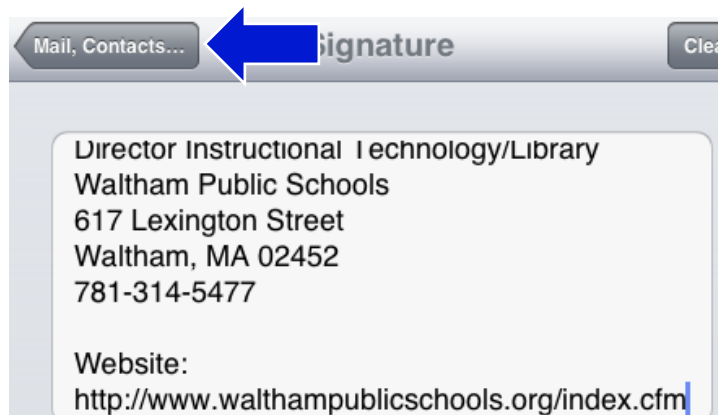 Mail, Contacts... Signature Clea
Director Instructional Technology/Library
Waltham Public Schools
617 Lexington Street
Waltham, MA 02452
781-314-5477
Website:
http://www.walthampublicschools.org/index.cfm